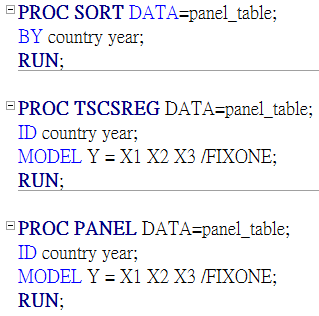 PROC SORT DATA=panel_table;
BY country year;
RUN;
PROC TSCSREG DATA=panel_table;
ID country year;
MODEL Y = X1 X2 X3 /FIXONE;
RUN;
PROC PANEL DATA=panel_table;
ID country year;
MODEL Y = X1 X2 X3 /FIXONE;
RUN;